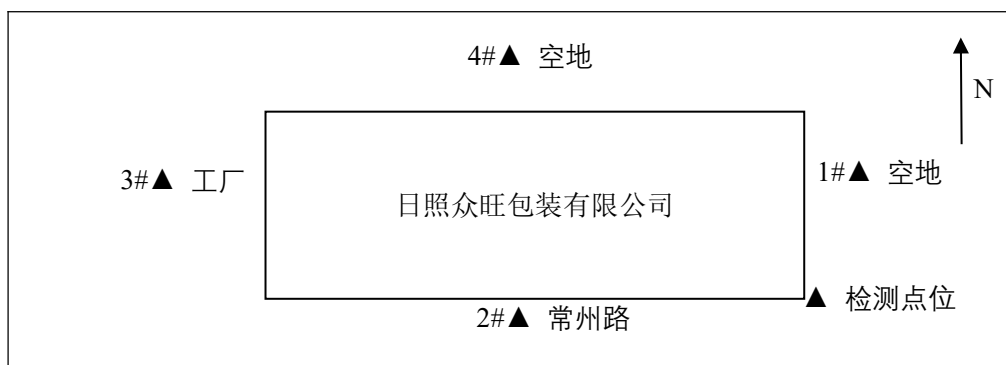 4#▲ 空地
N
3#▲ 工厂
1#▲ 空地
日照众旺包装有限公司
▲ 检测点位
2#▲ 常州路